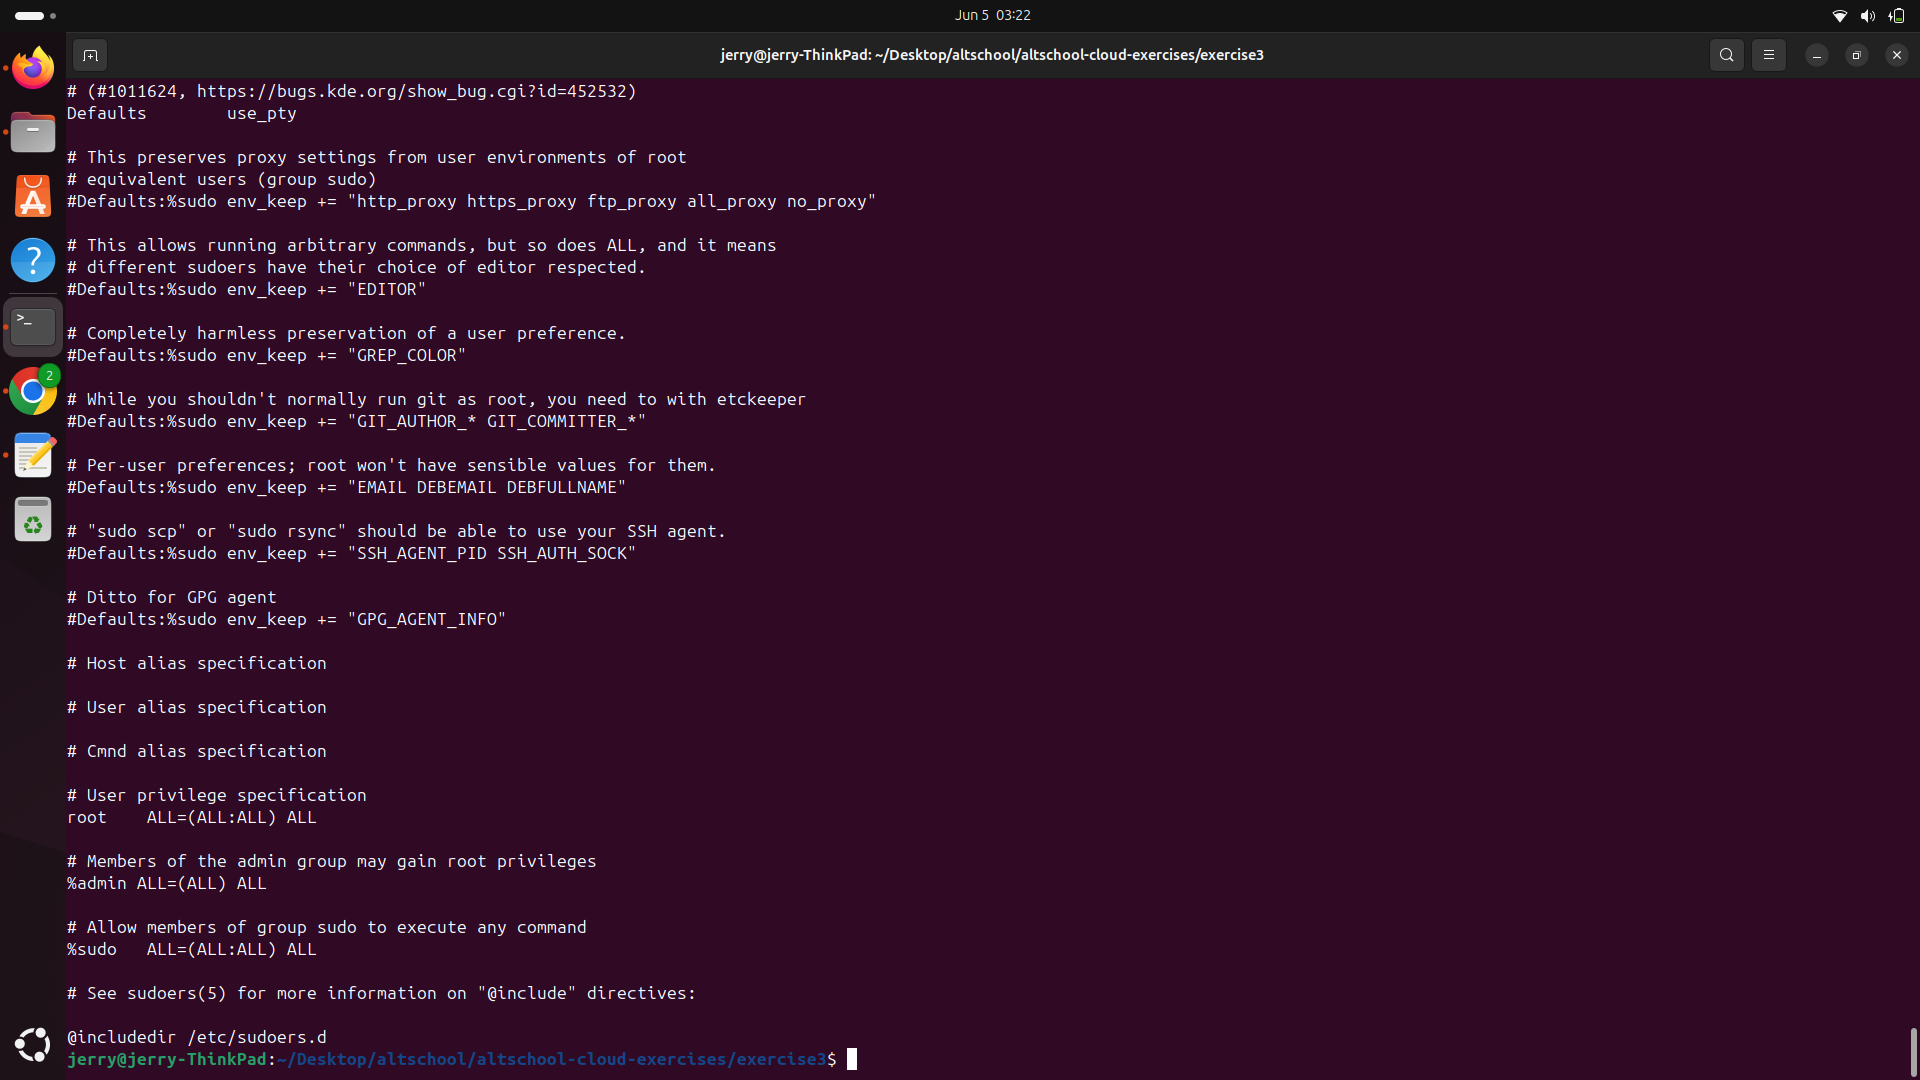 Jun 5 03:22
jerry@jerry-ThinkPad: ~/Desktop/altschool/altschool-cloud-exercises/exercise3
# (#1011624, https://bugs.kde.org/show_bug.cgi?id=452532)
Defaults        use_pty
# This preserves proxy settings from user environments of root
# equivalent users (group sudo)
#Defaults:%sudo env_keep += "http_proxy https_proxy ftp_proxy all_proxy no_proxy"
# This allows running arbitrary commands, but so does ALL, and it means
# different sudoers have their choice of editor respected.
#Defaults:%sudo env_keep += "EDITOR"
# Completely harmless preservation of a user preference.
#Defaults:%sudo env_keep += "GREP_COLOR"
# While you shouldn't normally run git as root, you need to with etckeeper
#Defaults:%sudo env_keep += "GIT_AUTHOR_* GIT_COMMITTER_*"
# Per-user preferences; root won't have sensible values for them.
#Defaults:%sudo env_keep += "EMAIL DEBEMAIL DEBFULLNAME"
# "sudo scp" or "sudo rsync" should be able to use your SSH agent.
#Defaults:%sudo env_keep += "SSH_AGENT_PID SSH_AUTH_SOCK"
# Ditto for GPG agent
#Defaults:%sudo env_keep += "GPG_AGENT_INFO"
# Host alias specification
# User alias specification
# Cmnd alias specification
# User privilege specification
root    ALL=(ALL:ALL) ALL
# Members of the admin group may gain root privileges
%admin ALL=(ALL) ALL
# Allow members of group sudo to execute any command
%sudo   ALL=(ALL:ALL) ALL
# See sudoers(5) for more information on "@include" directives:
@includedir /etc/sudoers.d
jerry@jerry-ThinkPad:~/Desktop/altschool/altschool-cloud-exercises/exercise3$
?
>_
2